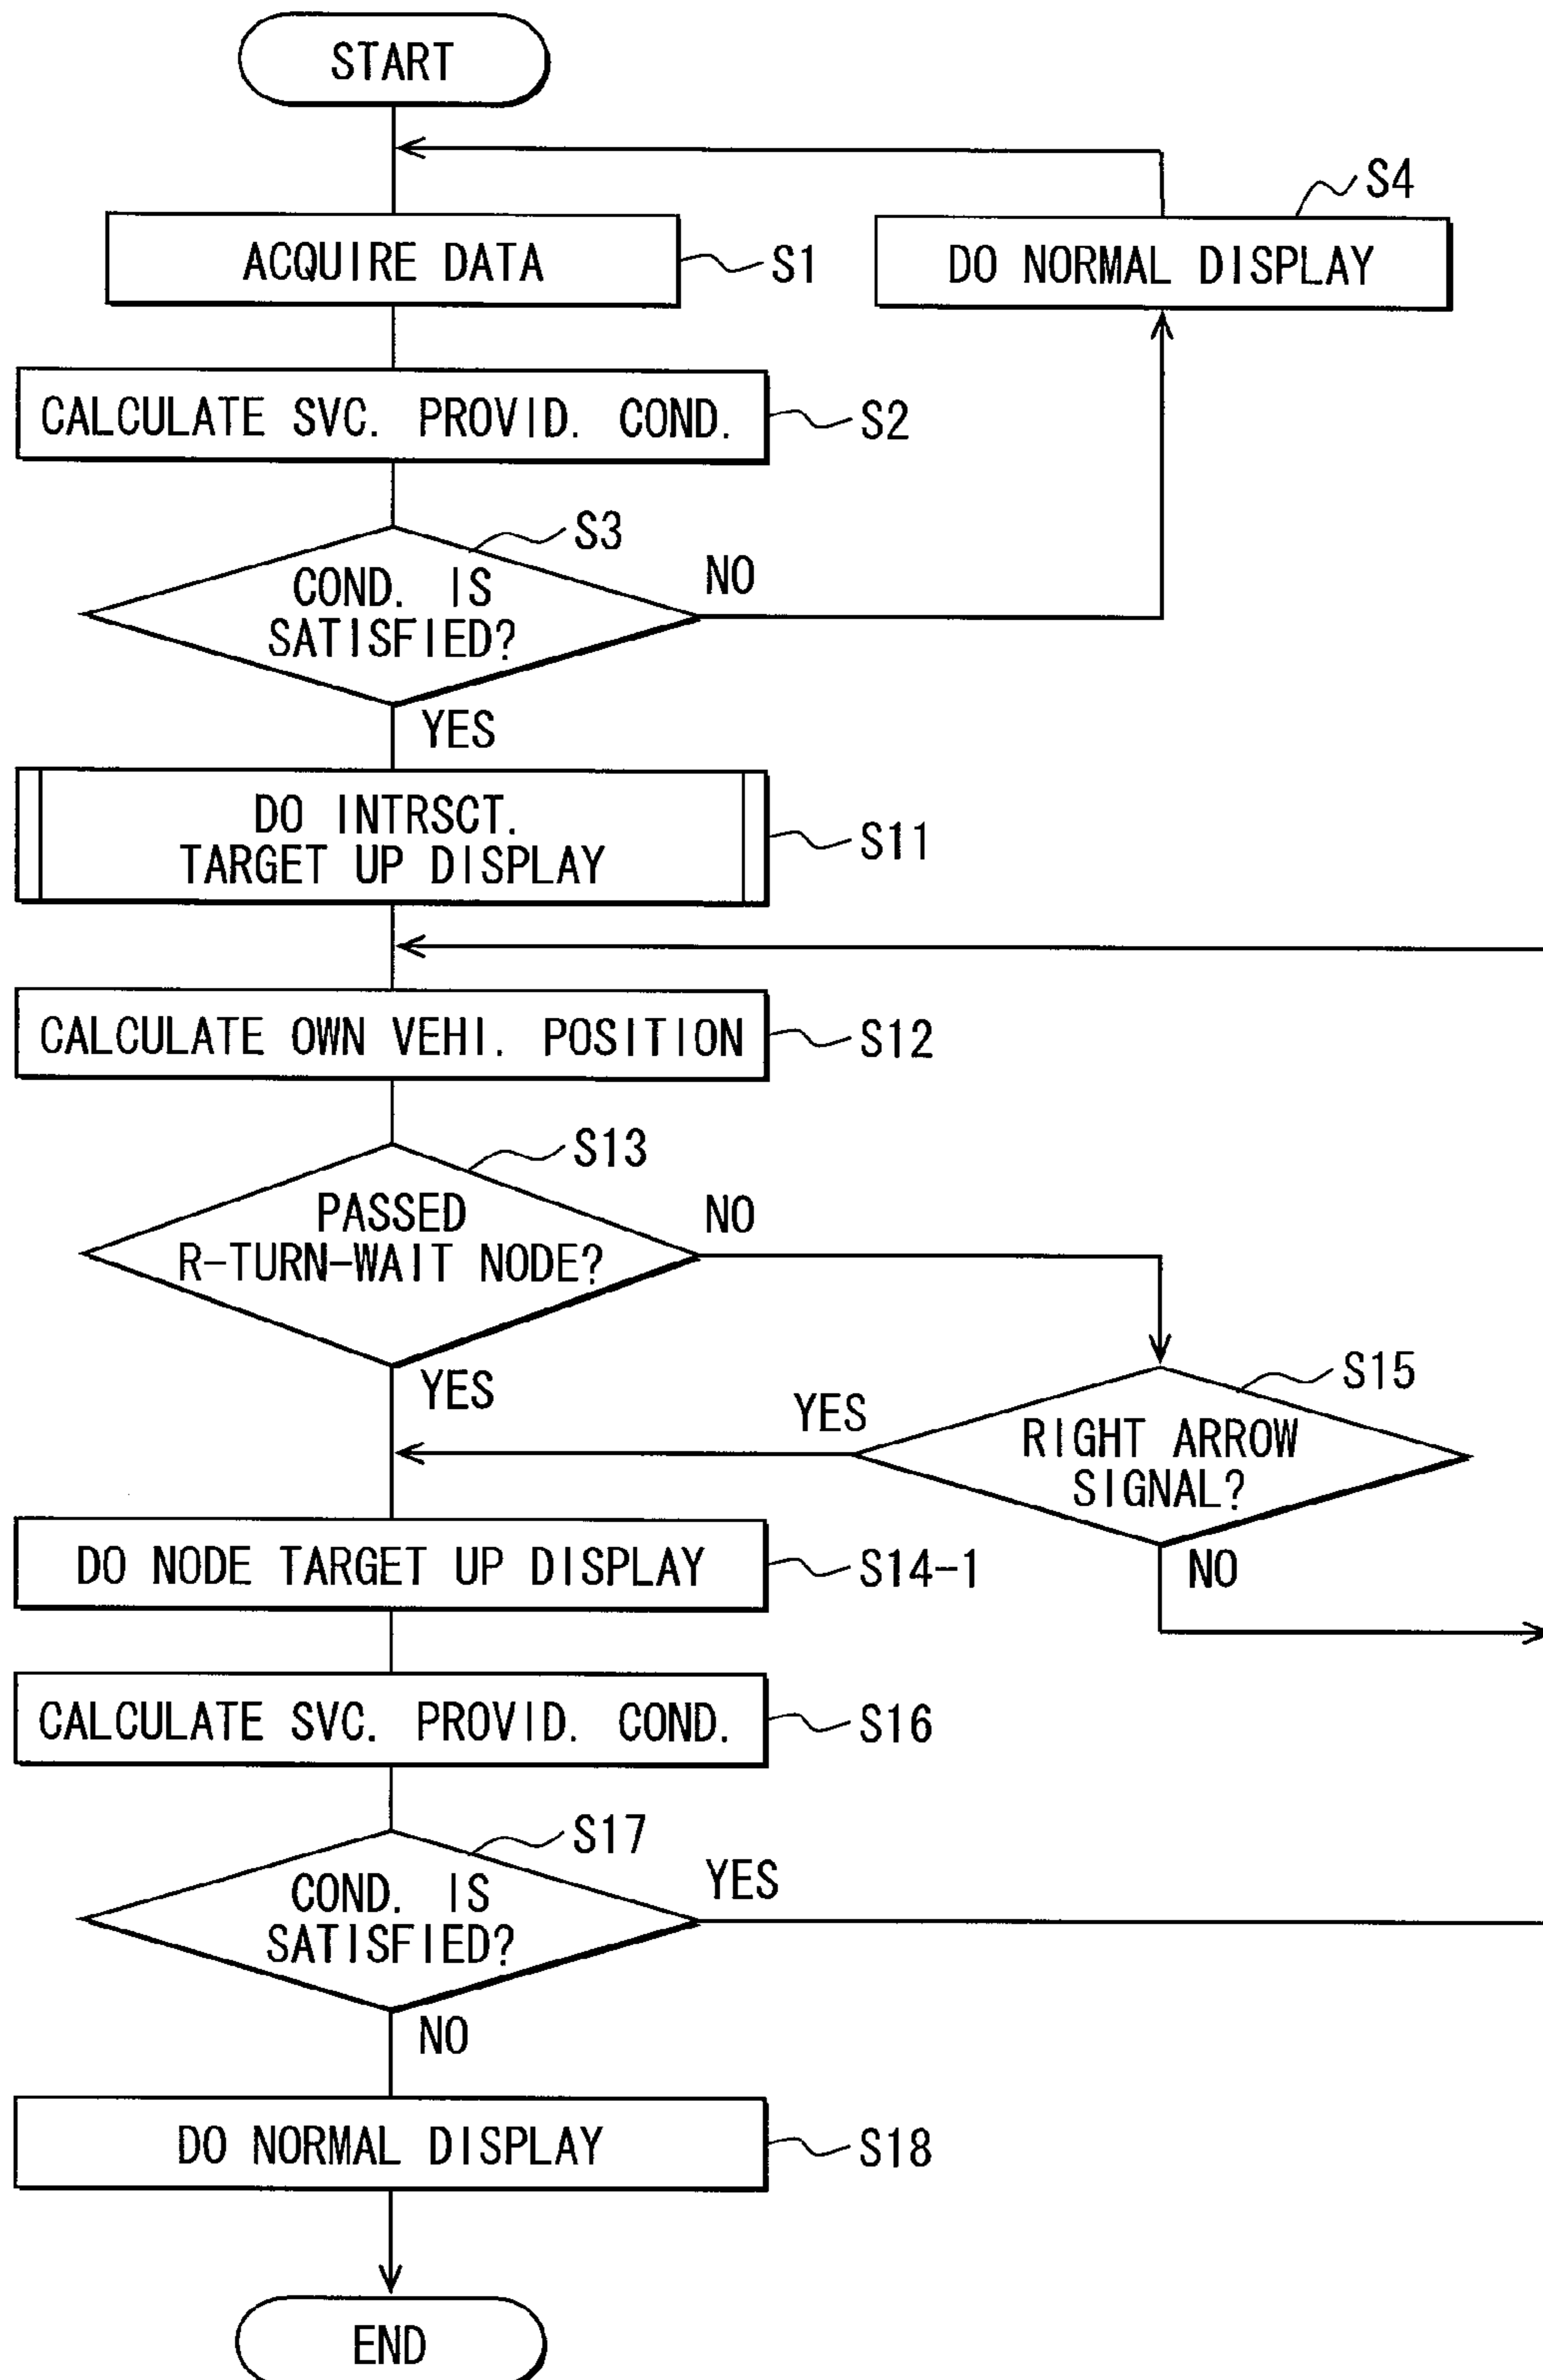 START
S4
ACQUIRE DATA
S1
DO NORMAL DISPLAY
CALCULATE SVC. PROVID. COND.
S2
S3
COND. IS
SATISFIED?
NO
YES
DO INTRSCT.
TARGET UP DISPLAY
S11
CALCULATE OWN VEHI. POSITION
S12
S13
PASSED
R-TURN-WAIT NODE?
NO
YES
S15
YES
RIGHT ARROW
SIGNAL?
NO
DO NODE TARGET UP DISPLAY
S14-1
CALCULATE SVC. PROVID. COND.
S16
S17
COND. IS
SATISFIED?
YES
NO
DO NORMAL DISPLAY
S18
END